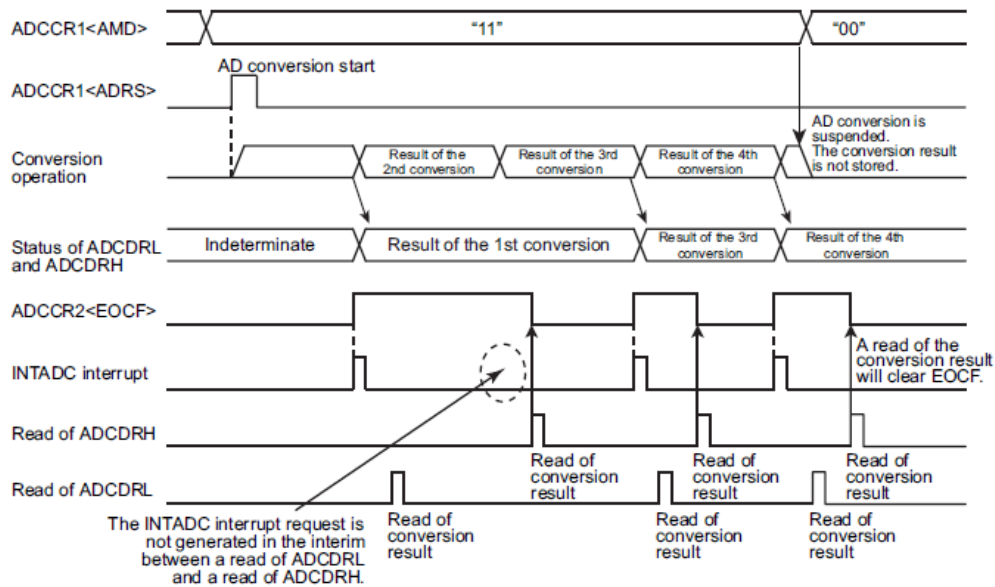 ADCCR1<AMD>
"11"
"00"
AD conversion start
ADCCR1<ADRS>
AD conversion is
suspended.
The conversion result
is not stored.
Conversion
operation
Result of the
2nd conversion
Result of the 3rd
conversion
Result of the 4th
conversion
Status of ADCDRL
and ADCDRH
Indeterminate
Result of the 1st conversion
Result of the 3rd
conversion
Result of the 4th
conversion
ADCCR2<EOCF>
A read of the
conversion result
will clear EOCF.
INTADC interrupt
Read of ADCDRH
Read of
conversion
result
Read of
conversion
result
Read of
conversion
result
Read of ADCDRL
Read of
conversion
result
Read of
conversion
result
Read of
conversion
result
The INTADC interrupt request is
not generated in the interim
between a read of ADCDRL
and a read of ADCDRH.